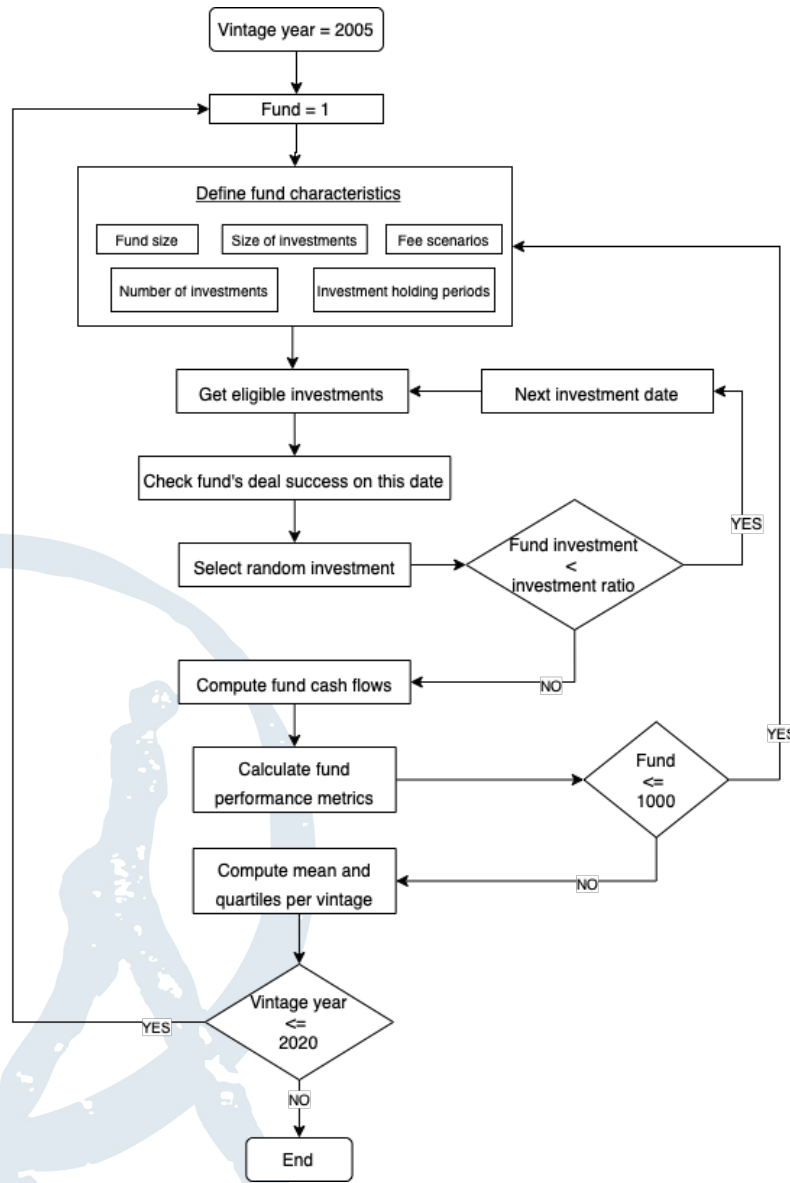 Vintage year = 2005
Fund = 1
Define fund characteristics
Fund size
Size of investments
Fee scenarios
Number of investments
Investment holding periods
Get eligible investments
Next investment date
Check fund's deal success on this date
Select random investment
Fund investment
<
investment ratio
YES
NO
Compute fund cash flows
Calculate fund
performance metrics
Fund
<=
1000
YES
NO
Compute mean and
quartiles per vintage
Vintage year
<=
2020
YES
NO
End